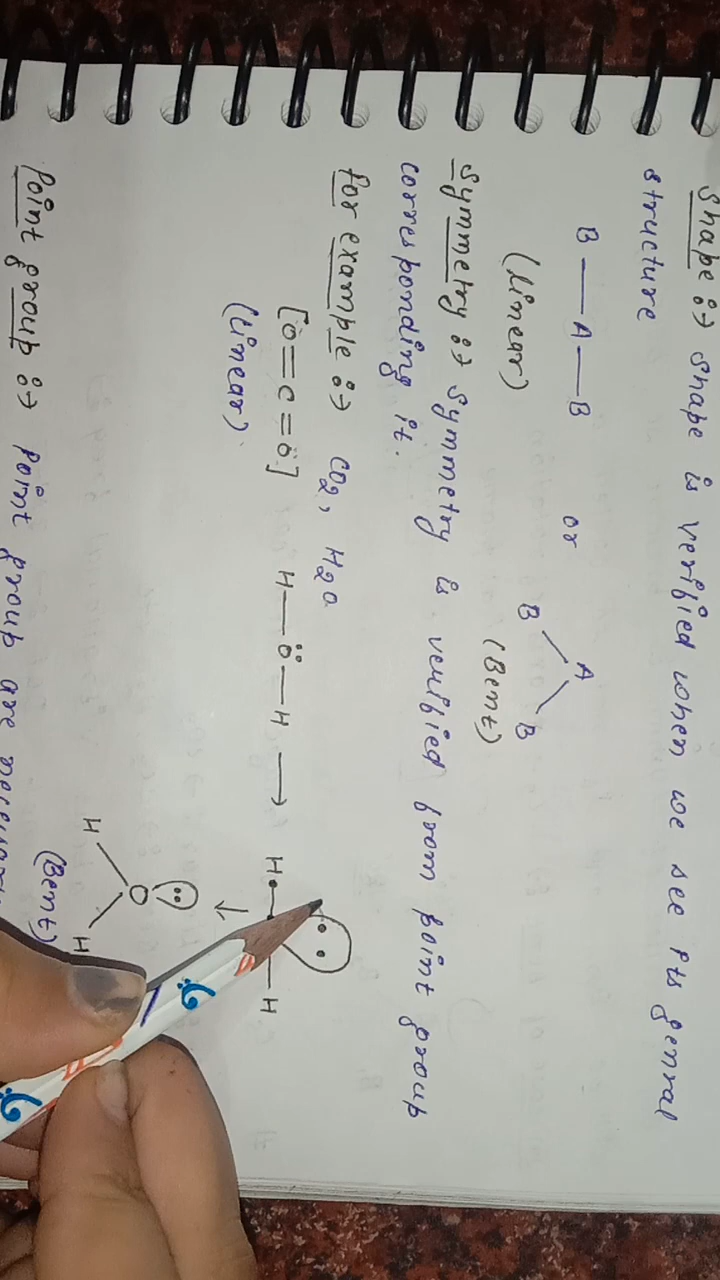 Shape :→ Shape is verified when we see its genral
structure
B — A — B or B A B
(linear) (Bent)
Symmetry :→ Symmetry is verified from point group
corresponding it.
for example :→ CO2, H2O
[Ö=C=Ö] H—Ö—H → H H
(linear)
O
H H
(Bent)
Point group :→ Point group are